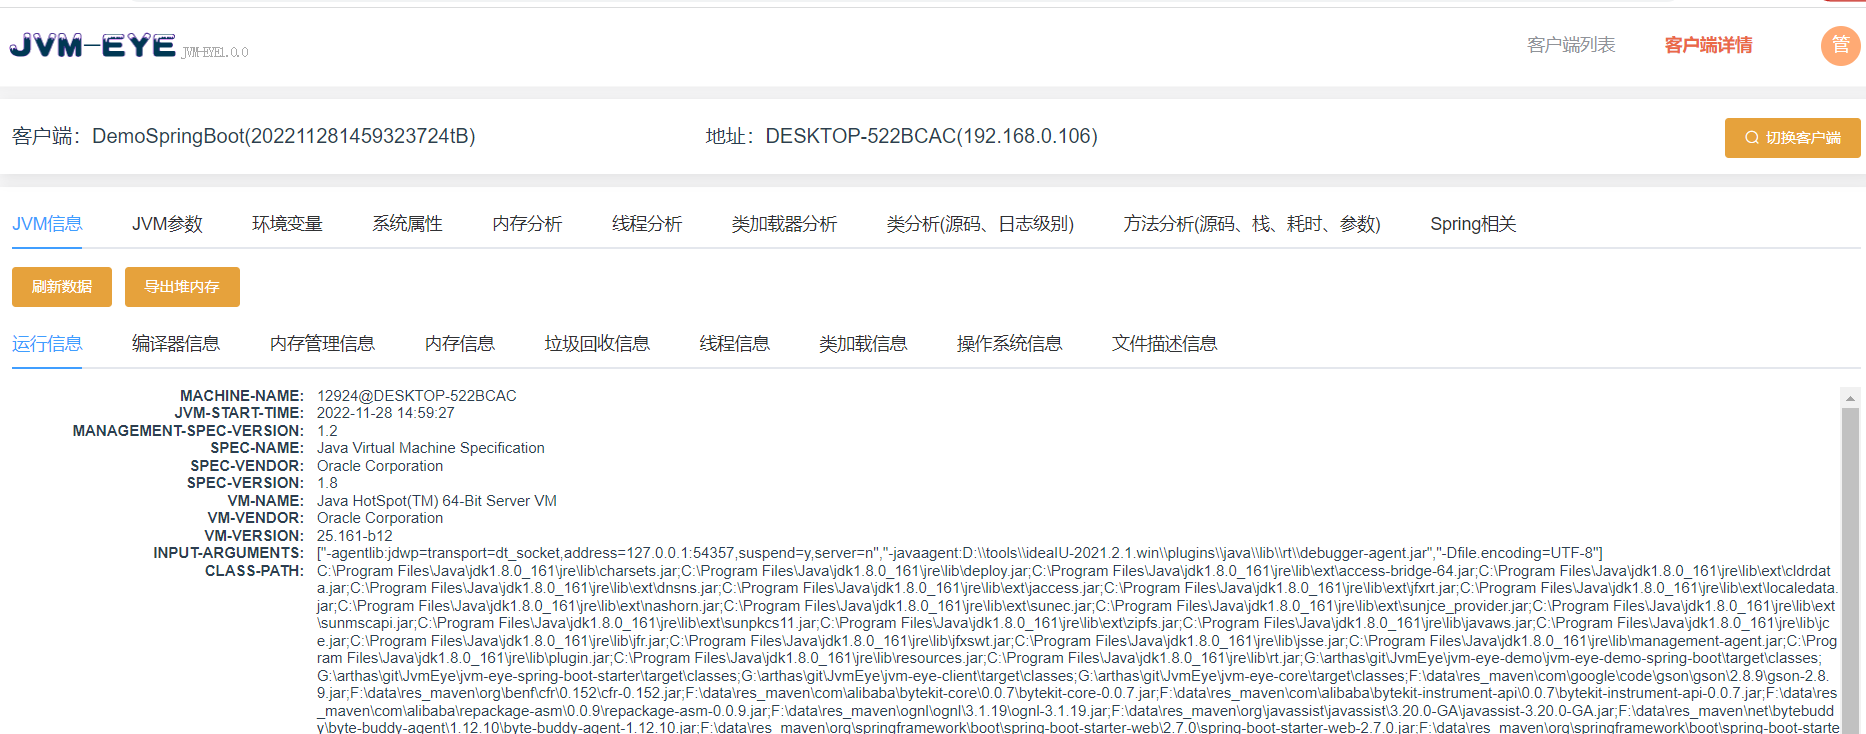 JVM-EYE JVM-EYE1.0.0
客户端列表 客户端详情 管
客户端：DemoSpringBoot(202211281459323724tB) 地址：DESKTOP-522BCAC(192.168.0.106) 切换客户端
JVM信息 JVM参数 环境变量 系统属性 内存分析 线程分析 类加载器分析 类分析(源码、日志级别) 方法分析(源码、栈、耗时、参数) Spring相关
刷新数据 导出堆内存
运行信息 编译器信息 内存管理信息 内存信息 垃圾回收信息 线程信息 类加载信息 操作系统信息 文件描述信息
MACHINE-NAME: 12924@DESKTOP-522BCAC
JVM-START-TIME: 2022-11-28 14:59:27
MANAGEMENT-SPEC-VERSION: 1.2
SPEC-NAME: Java Virtual Machine Specification
SPEC-VENDOR: Oracle Corporation
SPEC-VERSION: 1.8
VM-NAME: Java HotSpot(TM) 64-Bit Server VM
VM-VENDOR: Oracle Corporation
VM-VERSION: 25.161-b12
INPUT-ARGUMENTS: ["-agentlib:jdwp=transport=dt_socket,address=127.0.0.1:54357,suspend=y,server=n","-javaagent:D:\\tools\\ideaIU-2021.2.1.win\\plugins\\java\\lib\\rt\\debugger-agent.jar","-Dfile.encoding=UTF-8"]
CLASS-PATH: C:\Program Files\Java\jdk1.8.0_161\jre\lib\charsets.jar;C:\Program Files\Java\jdk1.8.0_161\jre\lib\deploy.jar;C:\Program Files\Java\jdk1.8.0_161\jre\lib\ext\access-bridge-64.jar;C:\Program Files\Java\jdk1.8.0_161\jre\lib\ext\cldrdat
a.jar;C:\Program Files\Java\jdk1.8.0_161\jre\lib\ext\dnsns.jar;C:\Program Files\Java\jdk1.8.0_161\jre\lib\ext\jaccess.jar;C:\Program Files\Java\jdk1.8.0_161\jre\lib\ext\jfxrt.jar;C:\Program Files\Java\jdk1.8.0_161\jre\lib\ext\localedata.
jar;C:\Program Files\Java\jdk1.8.0_161\jre\lib\ext\nashorn.jar;C:\Program Files\Java\jdk1.8.0_161\jre\lib\ext\sunec.jar;C:\Program Files\Java\jdk1.8.0_161\jre\lib\ext\sunjce_provider.jar;C:\Program Files\Java\jdk1.8.0_161\jre\lib\ext
\sunmscapi.jar;C:\Program Files\Java\jdk1.8.0_161\jre\lib\ext\sunpkcs11.jar;C:\Program Files\Java\jdk1.8.0_161\jre\lib\ext\zipfs.jar;C:\Program Files\Java\jdk1.8.0_161\jre\lib\javaws.jar;C:\Program Files\Java\jdk1.8.0_161\jre\lib\jc
e.jar;C:\Program Files\Java\jdk1.8.0_161\jre\lib\jfr.jar;C:\Program Files\Java\jdk1.8.0_161\jre\lib\jfxswt.jar;C:\Program Files\Java\jdk1.8.0_161\jre\lib\jsse.jar;C:\Program Files\Java\jdk1.8.0_161\jre\lib\management-agent.jar;C:\Prog
ram Files\Java\jdk1.8.0_161\jre\lib\plugin.jar;C:\Program Files\Java\jdk1.8.0_161\jre\lib\resources.jar;C:\Program Files\Java\jdk1.8.0_161\jre\lib\rt.jar;G:\arthas\git\JvmEye\jvm-eye-demo\jvm-eye-demo-spring-boot\target\classes;
G:\arthas\git\JvmEye\jvm-eye-spring-boot-starter\target\classes;G:\arthas\git\JvmEye\jvm-eye-client\target\classes;G:\arthas\git\JvmEye\jvm-eye-core\target\classes;F:\data\res_maven\com\google\code\gson\gson\2.8.9\gson-2.8.
9.jar;F:\data\res_maven\org\benf\cfr\0.152\cfr-0.152.jar;F:\data\res_maven\com\alibaba\bytekit-core\0.0.7\bytekit-core-0.0.7.jar;F:\data\res_maven\com\alibaba\bytekit-instrument-api\0.0.7\bytekit-instrument-api-0.0.7.jar;F:\data\res
_maven\com\alibaba\repackage-asm\0.0.9\repackage-asm-0.0.9.jar;F:\data\res_maven\ognl\ognl\3.1.19\ognl-3.1.19.jar;F:\data\res_maven\org\javassist\javassist\3.20.0-GA\javassist-3.20.0-GA.jar;F:\data\res_maven\net\bytebudd
y\byte-buddy-agent\1.12.10\byte-buddy-agent-1.12.10.jar;F:\data\res_maven\org\springframework\boot\spring-boot-starter-web\2.7.0\spring-boot-starter-web-2.7.0.jar;F:\data\res_maven\org\springframework\boot\spring-boot-starte